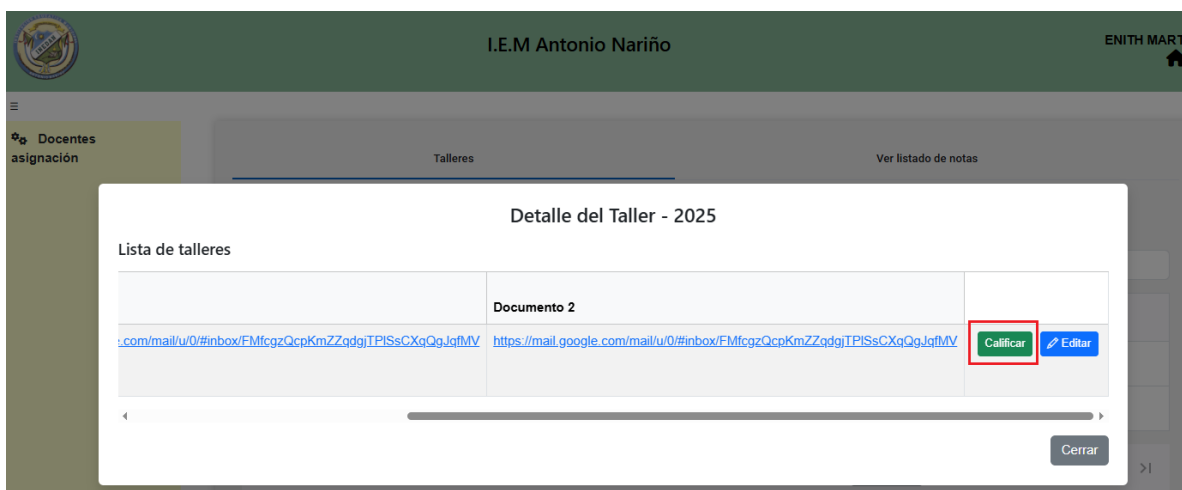 I.E.M Antonio Nariño
ENITH MART
Docentes
asignación
Talleres
Ver listado de notas
Detalle del Taller - 2025
Lista de talleres
Documento 2
.com/mail/u/0/#inbox/FMfcgzQcpKmZZqdgjTPlSsCXqQgJqfMV
https://mail.google.com/mail/u/0/#inbox/FMfcgzQcpKmZZqdgjTPlSsCXqQgJqfMV
Calificar
Editar
Cerrar